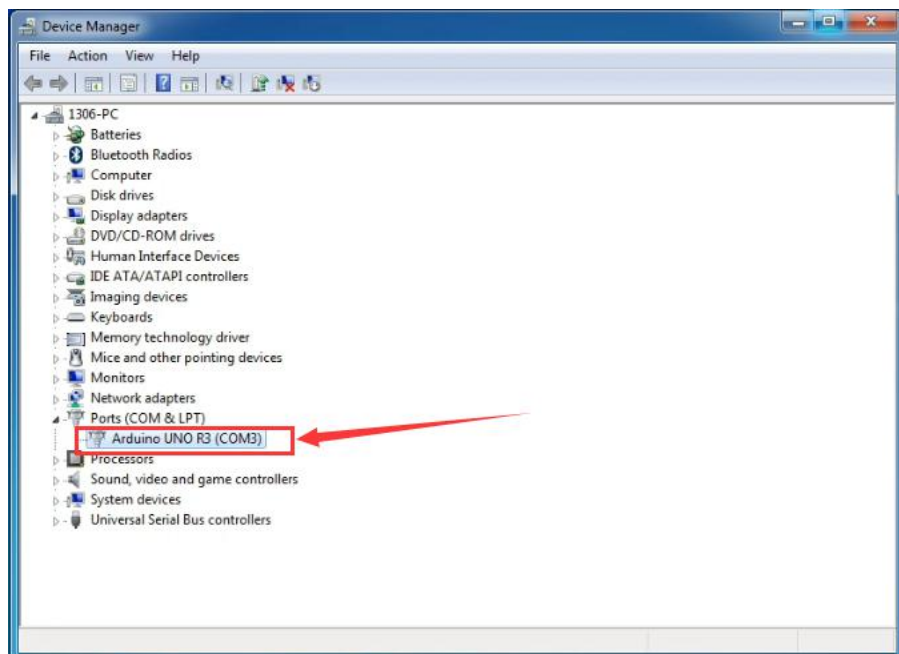 Device Manager
File Action View Help
1306-PC
Batteries
Bluetooth Radios
Computer
Disk drives
Display adapters
DVD/CD-ROM drives
Human Interface Devices
IDE ATA/ATAPI controllers
Imaging devices
Keyboards
Memory technology driver
Mice and other pointing devices
Monitors
Network adapters
Ports (COM & LPT)
Arduino UNO R3 (COM3)
Processors
Sound, video and game controllers
System devices
Universal Serial Bus controllers